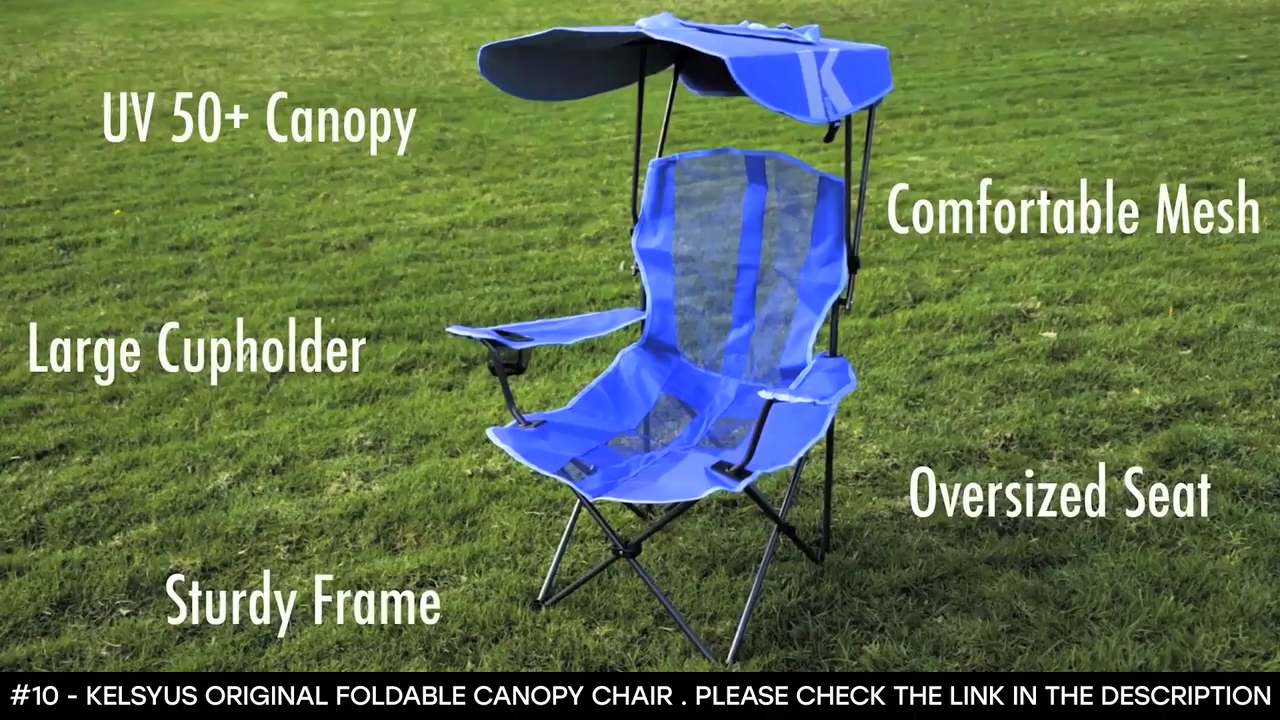 UV 50+ Canopy
Comfortable Mesh
Large Cupholder
Oversized Seat
Sturdy Frame
#10 - KELSYUS ORIGINAL FOLDABLE CANOPY CHAIR . PLEASE CHECK THE LINK IN THE DESCRIPTION